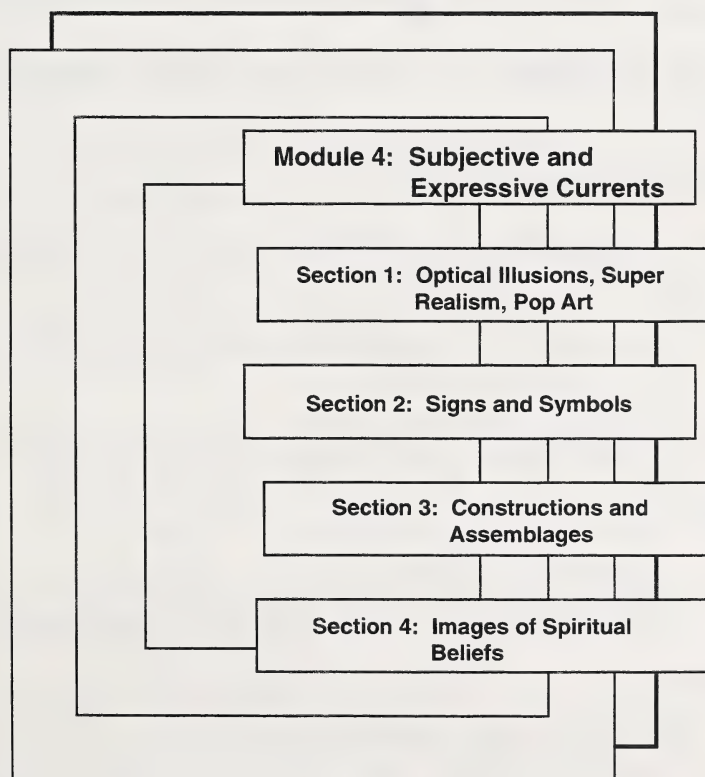 Module 4: Subjective and
Expressive Currents
Section 1: Optical Illusions, Super
Realism, Pop Art
Section 2: Signs and Symbols
Section 3: Constructions and
Assemblages
Section 4: Images of Spiritual
Beliefs